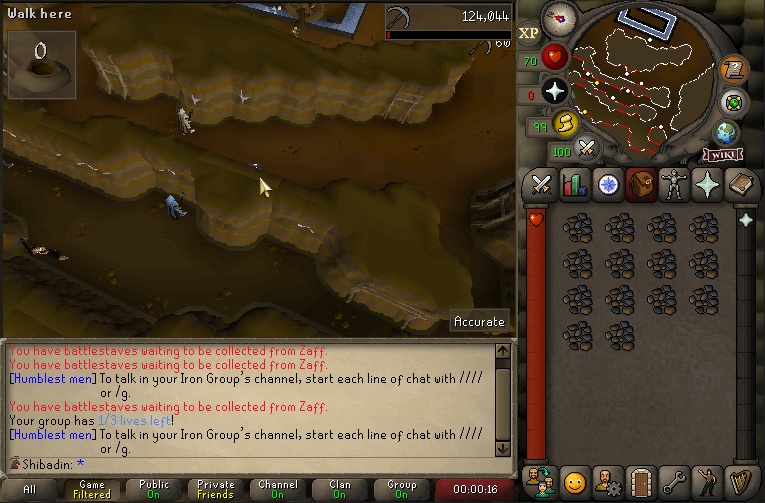 Walk here
0
124,044
60
XP
70
0
99
100
WIKI
Accurate
You have battlestaves waiting to be collected from Zaff.
You have battlestaves waiting to be collected from Zaff.
[Humblest men] To talk in your Iron Group's channel, start each line of chat with ////
or /g.
You have battlestaves waiting to be collected from Zaff.
Your group has 1/3 lives left!
[Humblest men] To talk in your Iron Group's channel, start each line of chat with ////
or /g.
Shibadin: *
All
Game
Filtered
Public
On
Private
Friends
Channel
On
Clan
On
Group
On
00:00:16